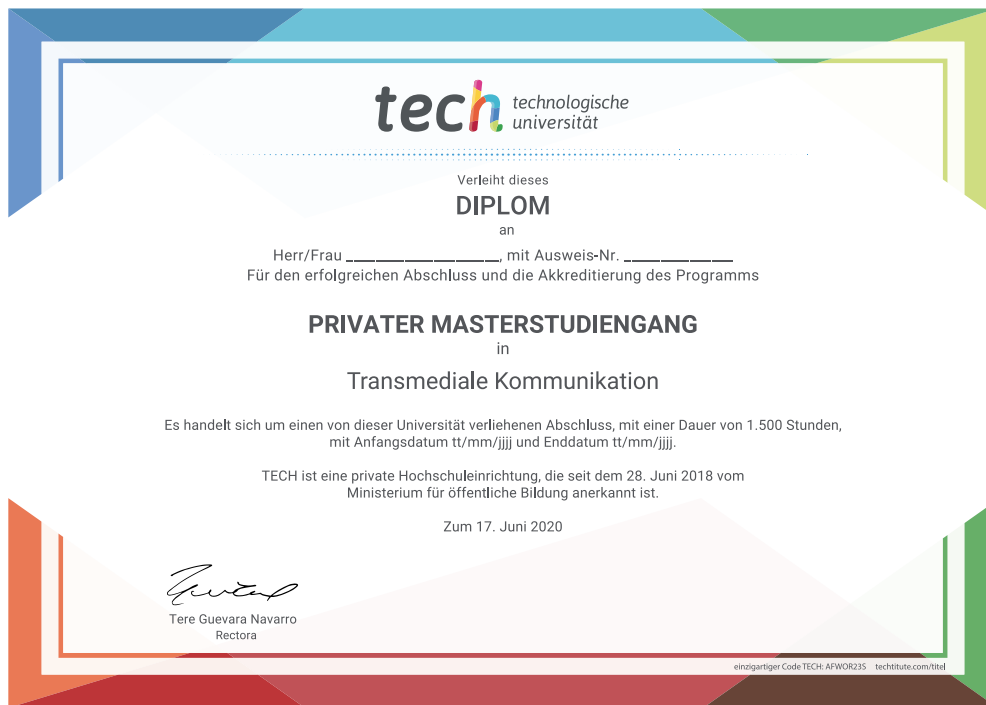 tech technologische
universität
Verleiht dieses
DIPLOM
an
Herr/Frau ____________________, mit Ausweis-Nr. ______________
Für den erfolgreichen Abschluss und die Akkreditierung des Programms
PRIVATER MASTERSTUDIENGANG
in
Transmediale Kommunikation
Es handelt sich um einen von dieser Universität verliehenen Abschluss, mit einer Dauer von 1.500 Stunden,
mit Anfangsdatum tt/mm/jjjj und Enddatum tt/mm/jjjj.
TECH ist eine private Hochschuleinrichtung, die seit dem 28. Juni 2018 vom
Ministerium für öffentliche Bildung anerkannt ist.
Zum 17. Juni 2020
Tere Guevara Navarro
Rectora
einzigartiger Code TECH: AFWOR23S techtitute.com/titel